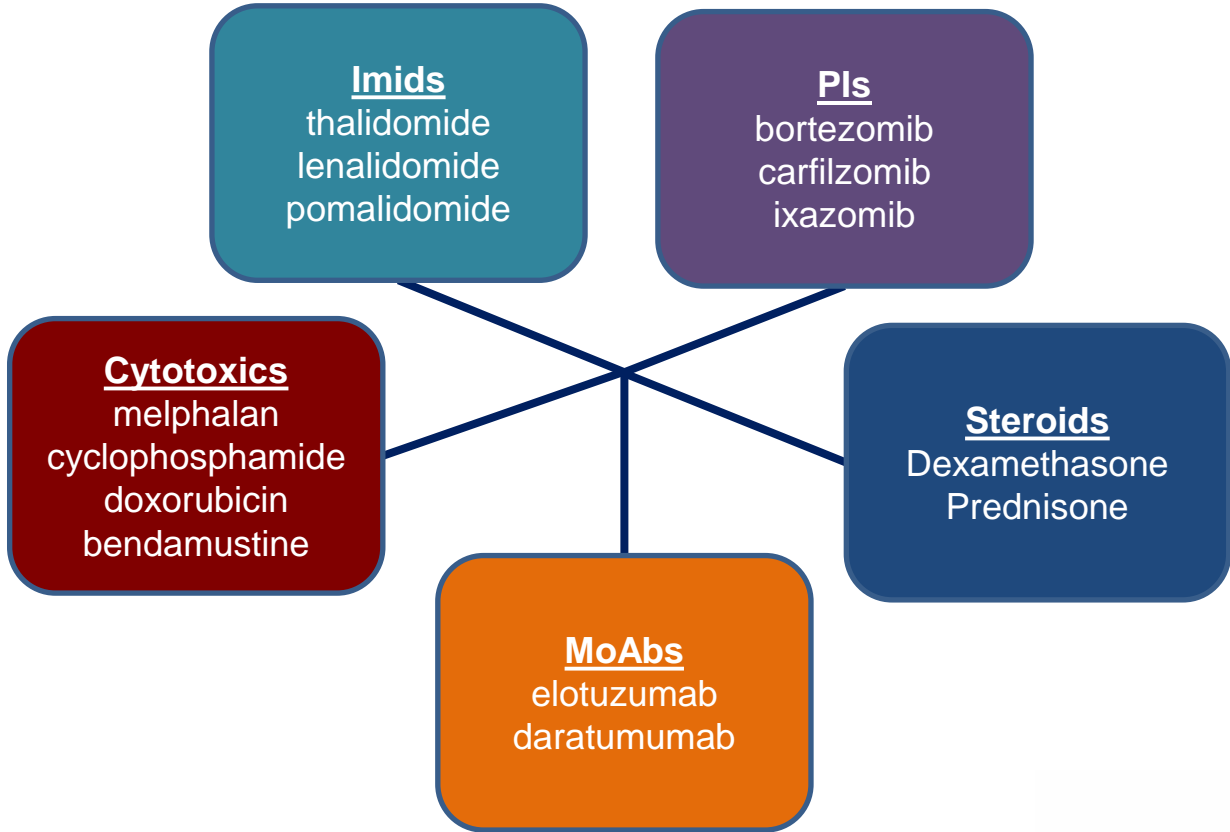 Imids
thalidomide
lenalidomide
pomalidomide
PIs
bortezomib
carfilzomib
ixazomib
Cytotoxics
melphalan
cyclophosphamide
doxorubicin
bendamustine
Steroids
Dexamethasone
Prednisone
MoAbs
elotuzumab
daratumumab